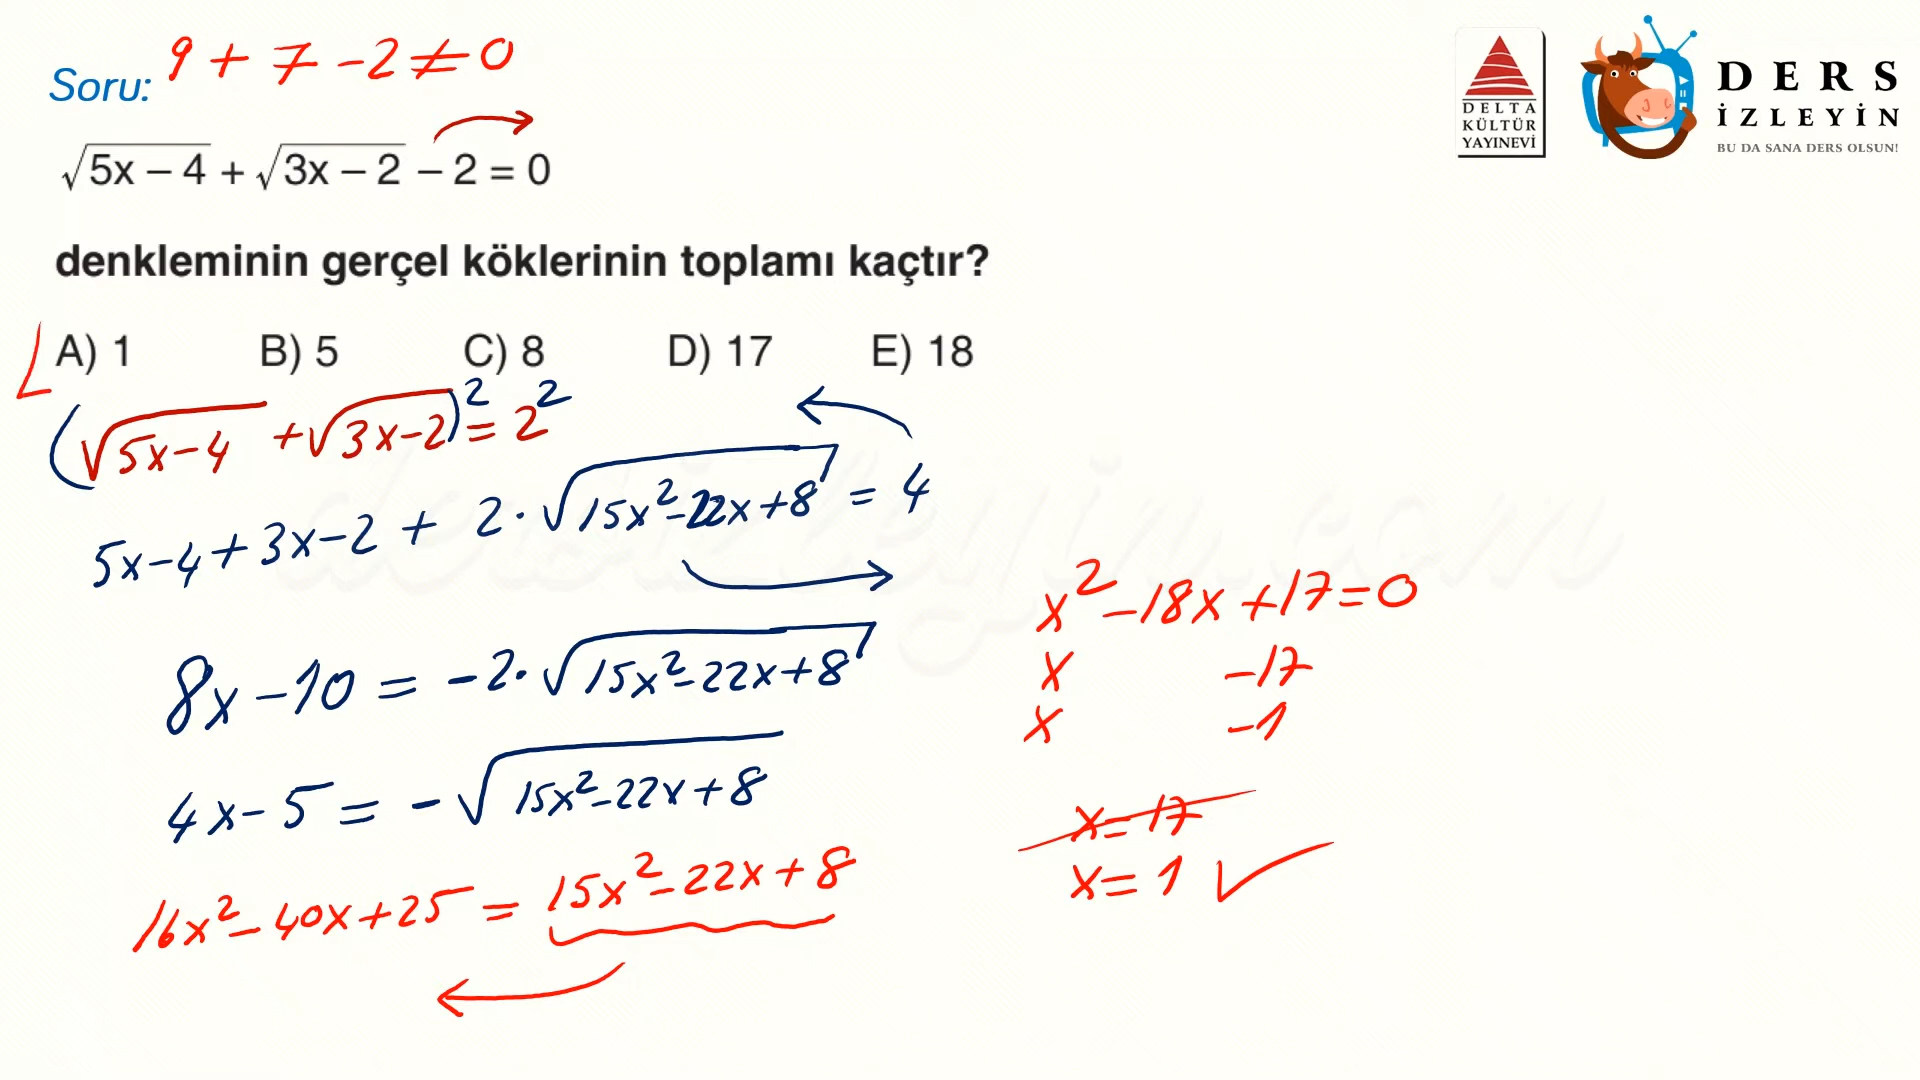 9 + 7 - 2 ≠ 0
Soru:
√(5x – 4) + √(3x – 2) – 2 = 0
denkleminin gerçel köklerinin toplamı kaçtır?
A) 1 B) 5 C) 8 D) 17 E) 18
(√(5x-4) + √(3x-2))² = 2²
5x-4+3x-2 + 2·√(15x²-22x+8) = 4
8x-10 = -2·√(15x²-22x+8)
4x-5 = -√(15x²-22x+8)
16x²-40x+25 = 15x²-22x+8
x²-18x+17=0
x -17
x -1
x=17
x=1 ✓
DELTA
KÜLTÜR
YAYINEVİ
DERS
İZLEYİN
BU DA SANA DERS OLSUN!
dersizleyin.com